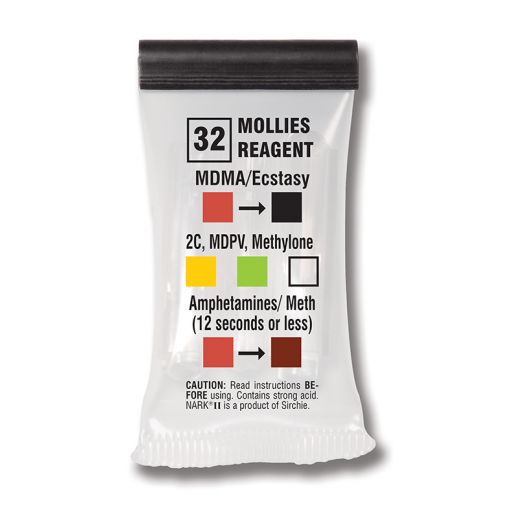 32
MOLLIES
REAGENT
MDMA/Ecstasy
2C, MDPV, Methylone
Amphetamines/ Meth
(12 seconds or less)
CAUTION: Read instructions BE-
FORE using. Contains strong acid.
NARK®II is a product of Sirchie.